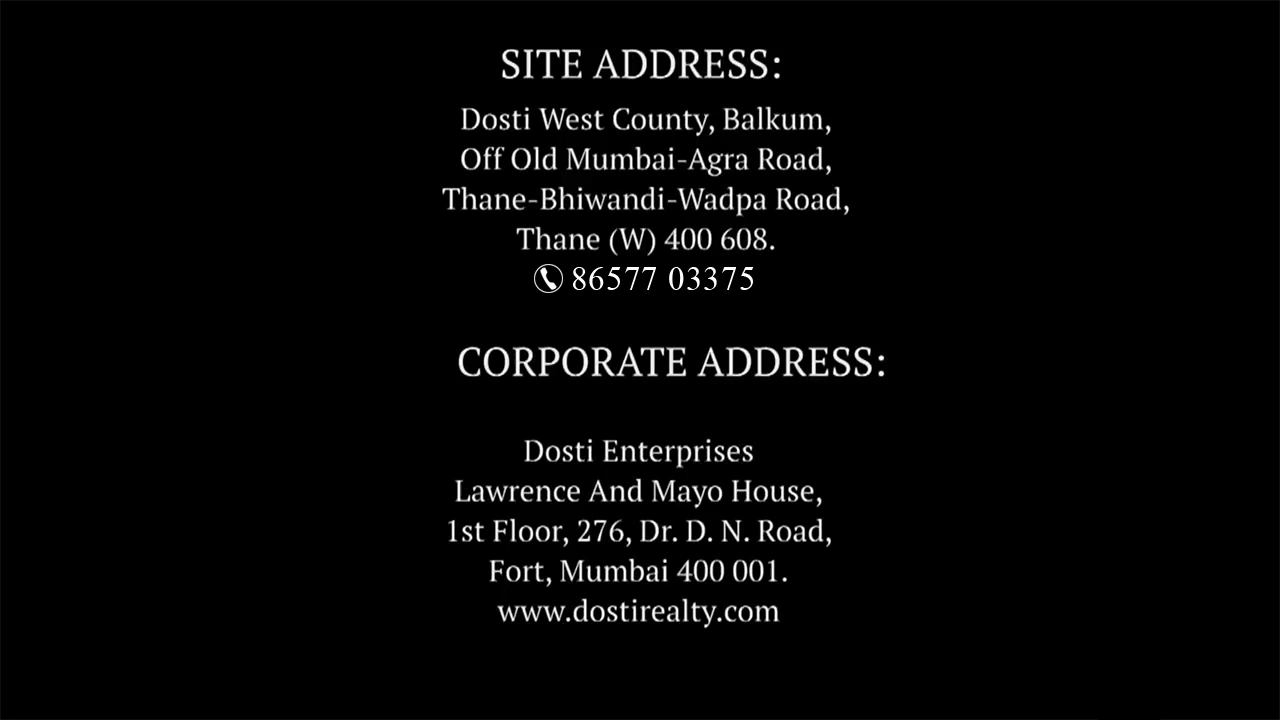 SITE ADDRESS:
Dosti West County, Balkum,
Off Old Mumbai-Agra Road,
Thane-Bhiwandi-Wadpa Road,
Thane (W) 400 608.
86577 03375
CORPORATE ADDRESS:
Dosti Enterprises
Lawrence And Mayo House,
1st Floor, 276, Dr. D. N. Road,
Fort, Mumbai 400 001.
www.dostirealty.com